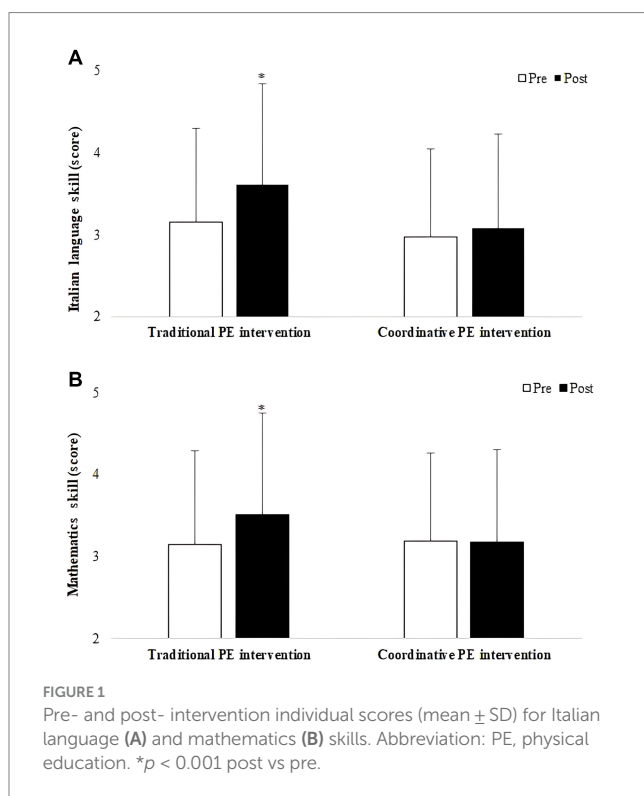 A
5
*
□Pre ■Post
4
3
2
Italian language skill (score)
Traditional PE intervention Coordinative PE intervention
B
5
*
□Pre ■Post
4
3
2
Mathematics skill (score)
Traditional PE intervention Coordinative PE intervention
FIGURE 1
Pre- and post- intervention individual scores (mean ± SD) for Italian
language (A) and mathematics (B) skills. Abbreviation: PE, physical
education. *p < 0.001 post vs pre.